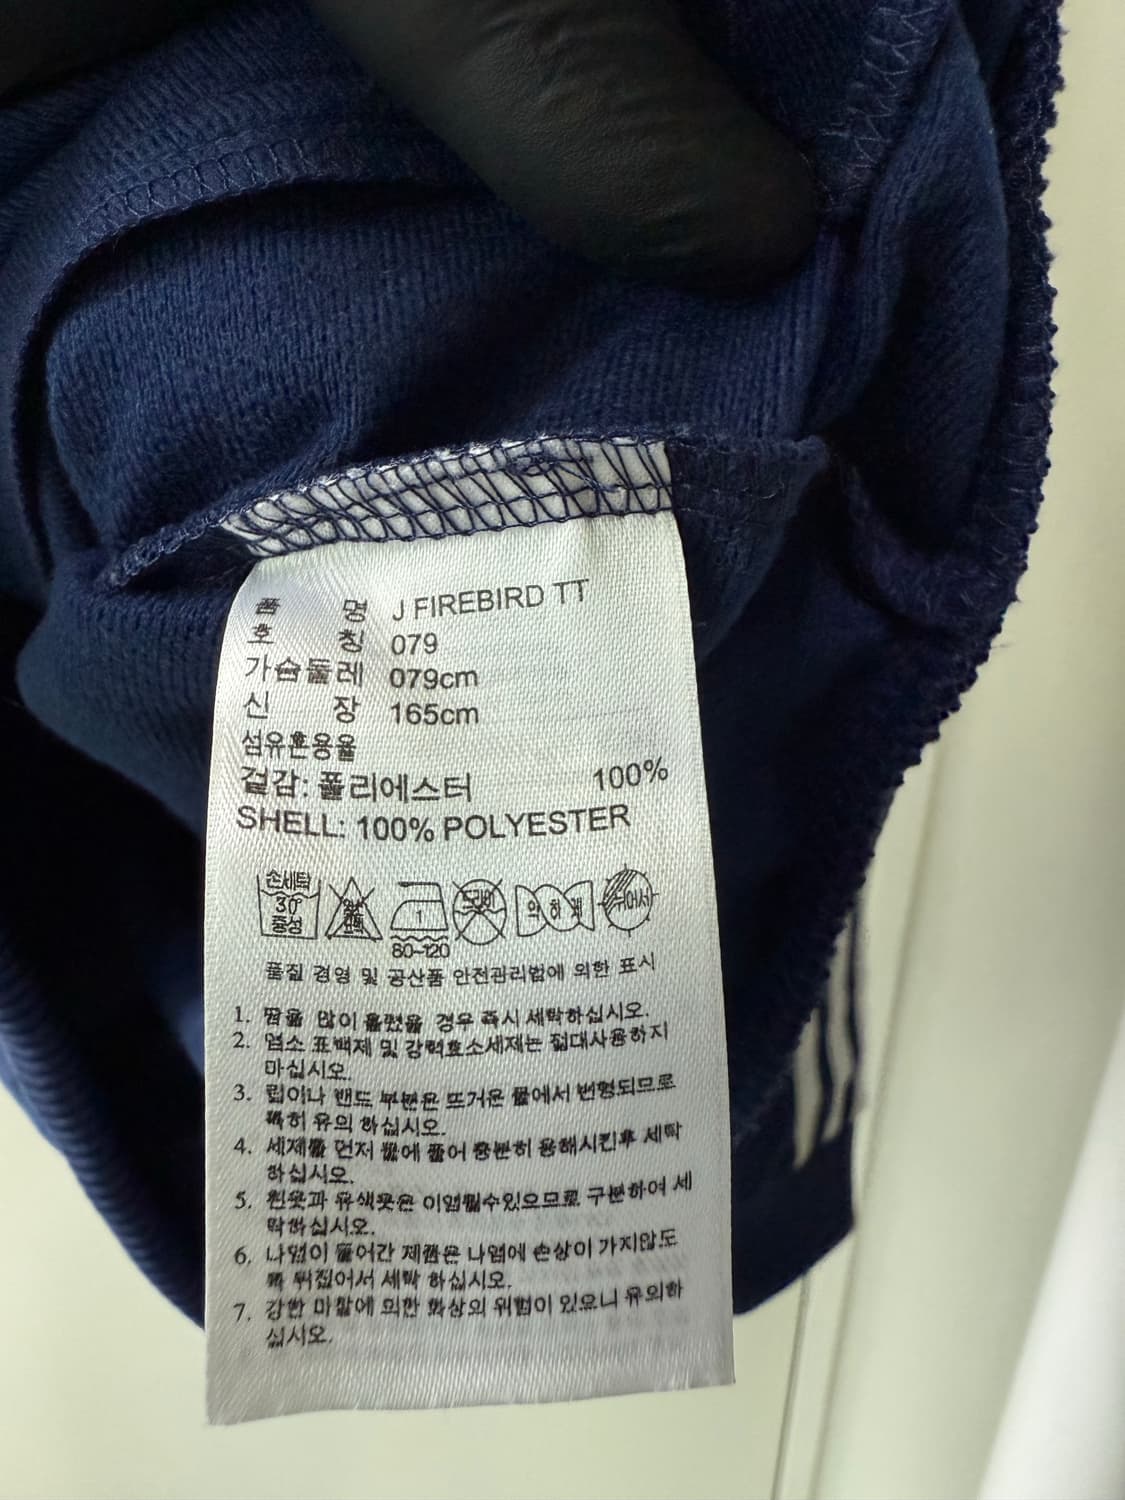 품 명 J FIREBIRD TT
호 칭 079
가슴둘레 079cm
신 장 165cm
섬유혼용율
겉감: 폴리에스터 100%
SHELL: 100% POLYESTER
손세탁 30° 중성
1
80~120
드라이
약하게
뉘어서
품질 경영 및 공산품 안전관리법에 의한 표시
1. 땀을 많이 흘렸을 경우 즉시 세탁하십시오.
2. 염소 표백제 및 강력효소세제는 절대사용하지
마십시오.
3. 립이나 밴드 부분은 뜨거운 물에서 변형되므로
특히 유의 하십시오.
4. 세제를 먼저 물에 풀어 충분히 용해시킨후 세탁
하십시오.
5. 흰옷과 유색옷은 이염될수있으므로 구분하여 세
탁하십시오.
6. 나염이 들어간 제품은 나염에 손상이 가지않도
록 뒤집어서 세탁 하십시오.
7. 강한 마찰에 의한 화상의 위험이 있으니 유의하
십시오.